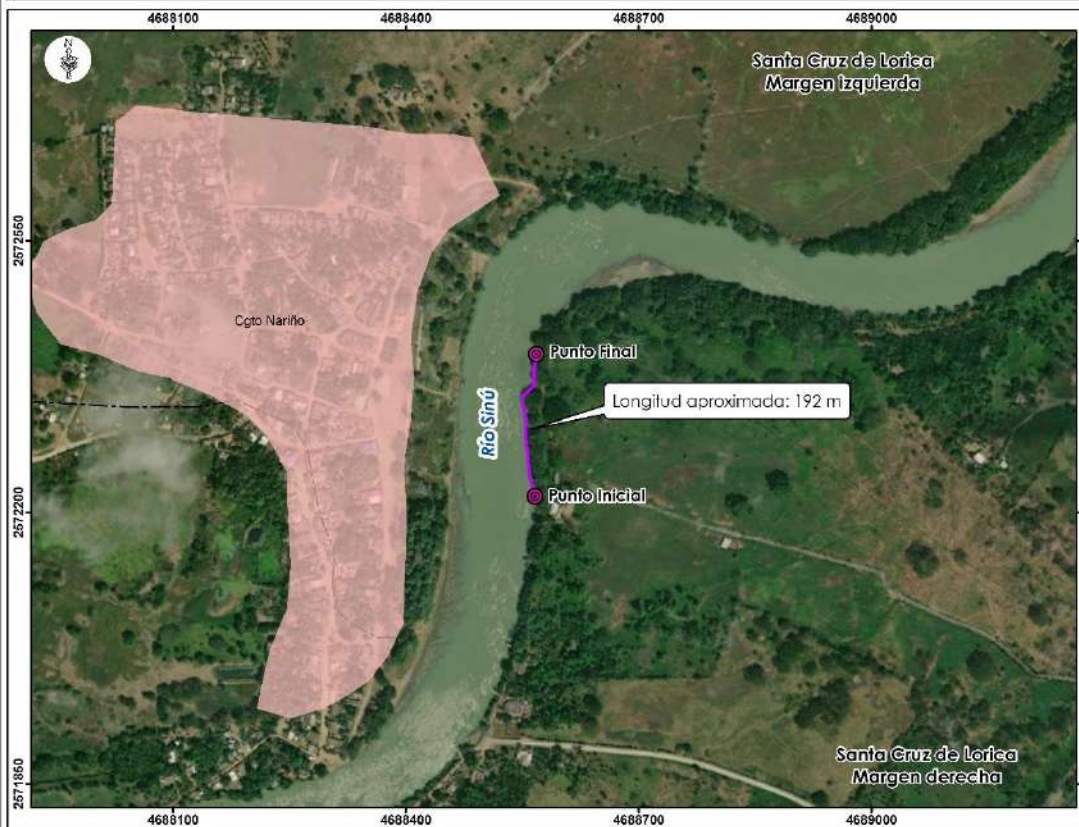 4688100
4688400
4688700
4689000
N
Santa Cruz de Lorica
Margen izquierda
2572550
Cgto Nariño
Punto Final
Longitud aproximada: 192 m
Río Sinú
Punto Inicial
2572200
Santa Cruz de Lorica
Margen derecha
2571850
4688100
4688400
4688700
4689000